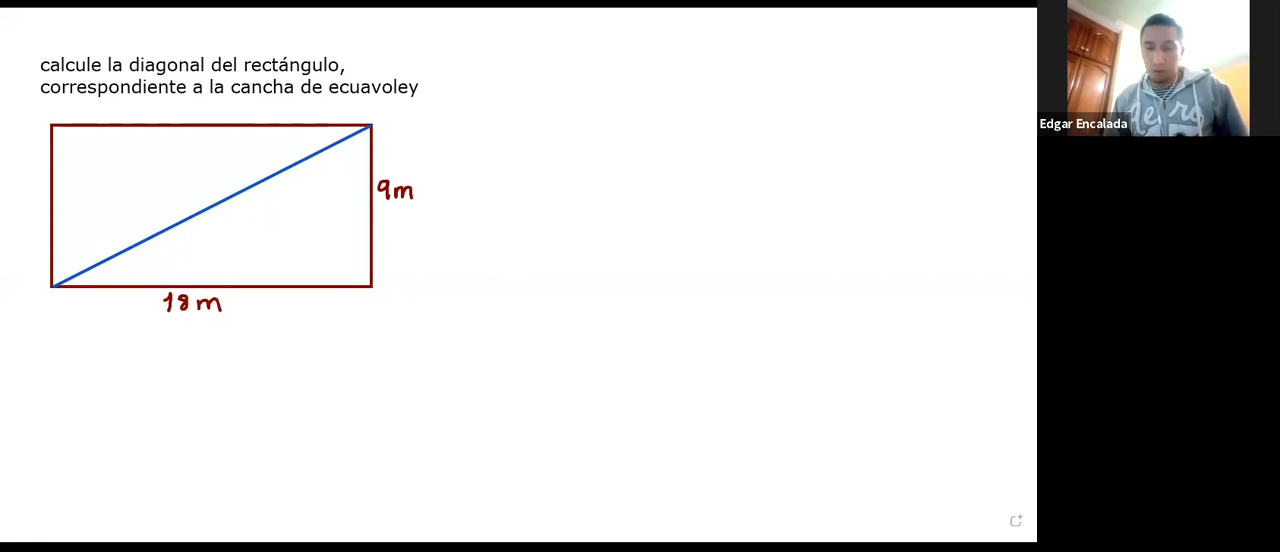 calcule la diagonal del rectángulo,
correspondiente a la cancha de ecuavoley
9m
18 m
Edgar Encalada